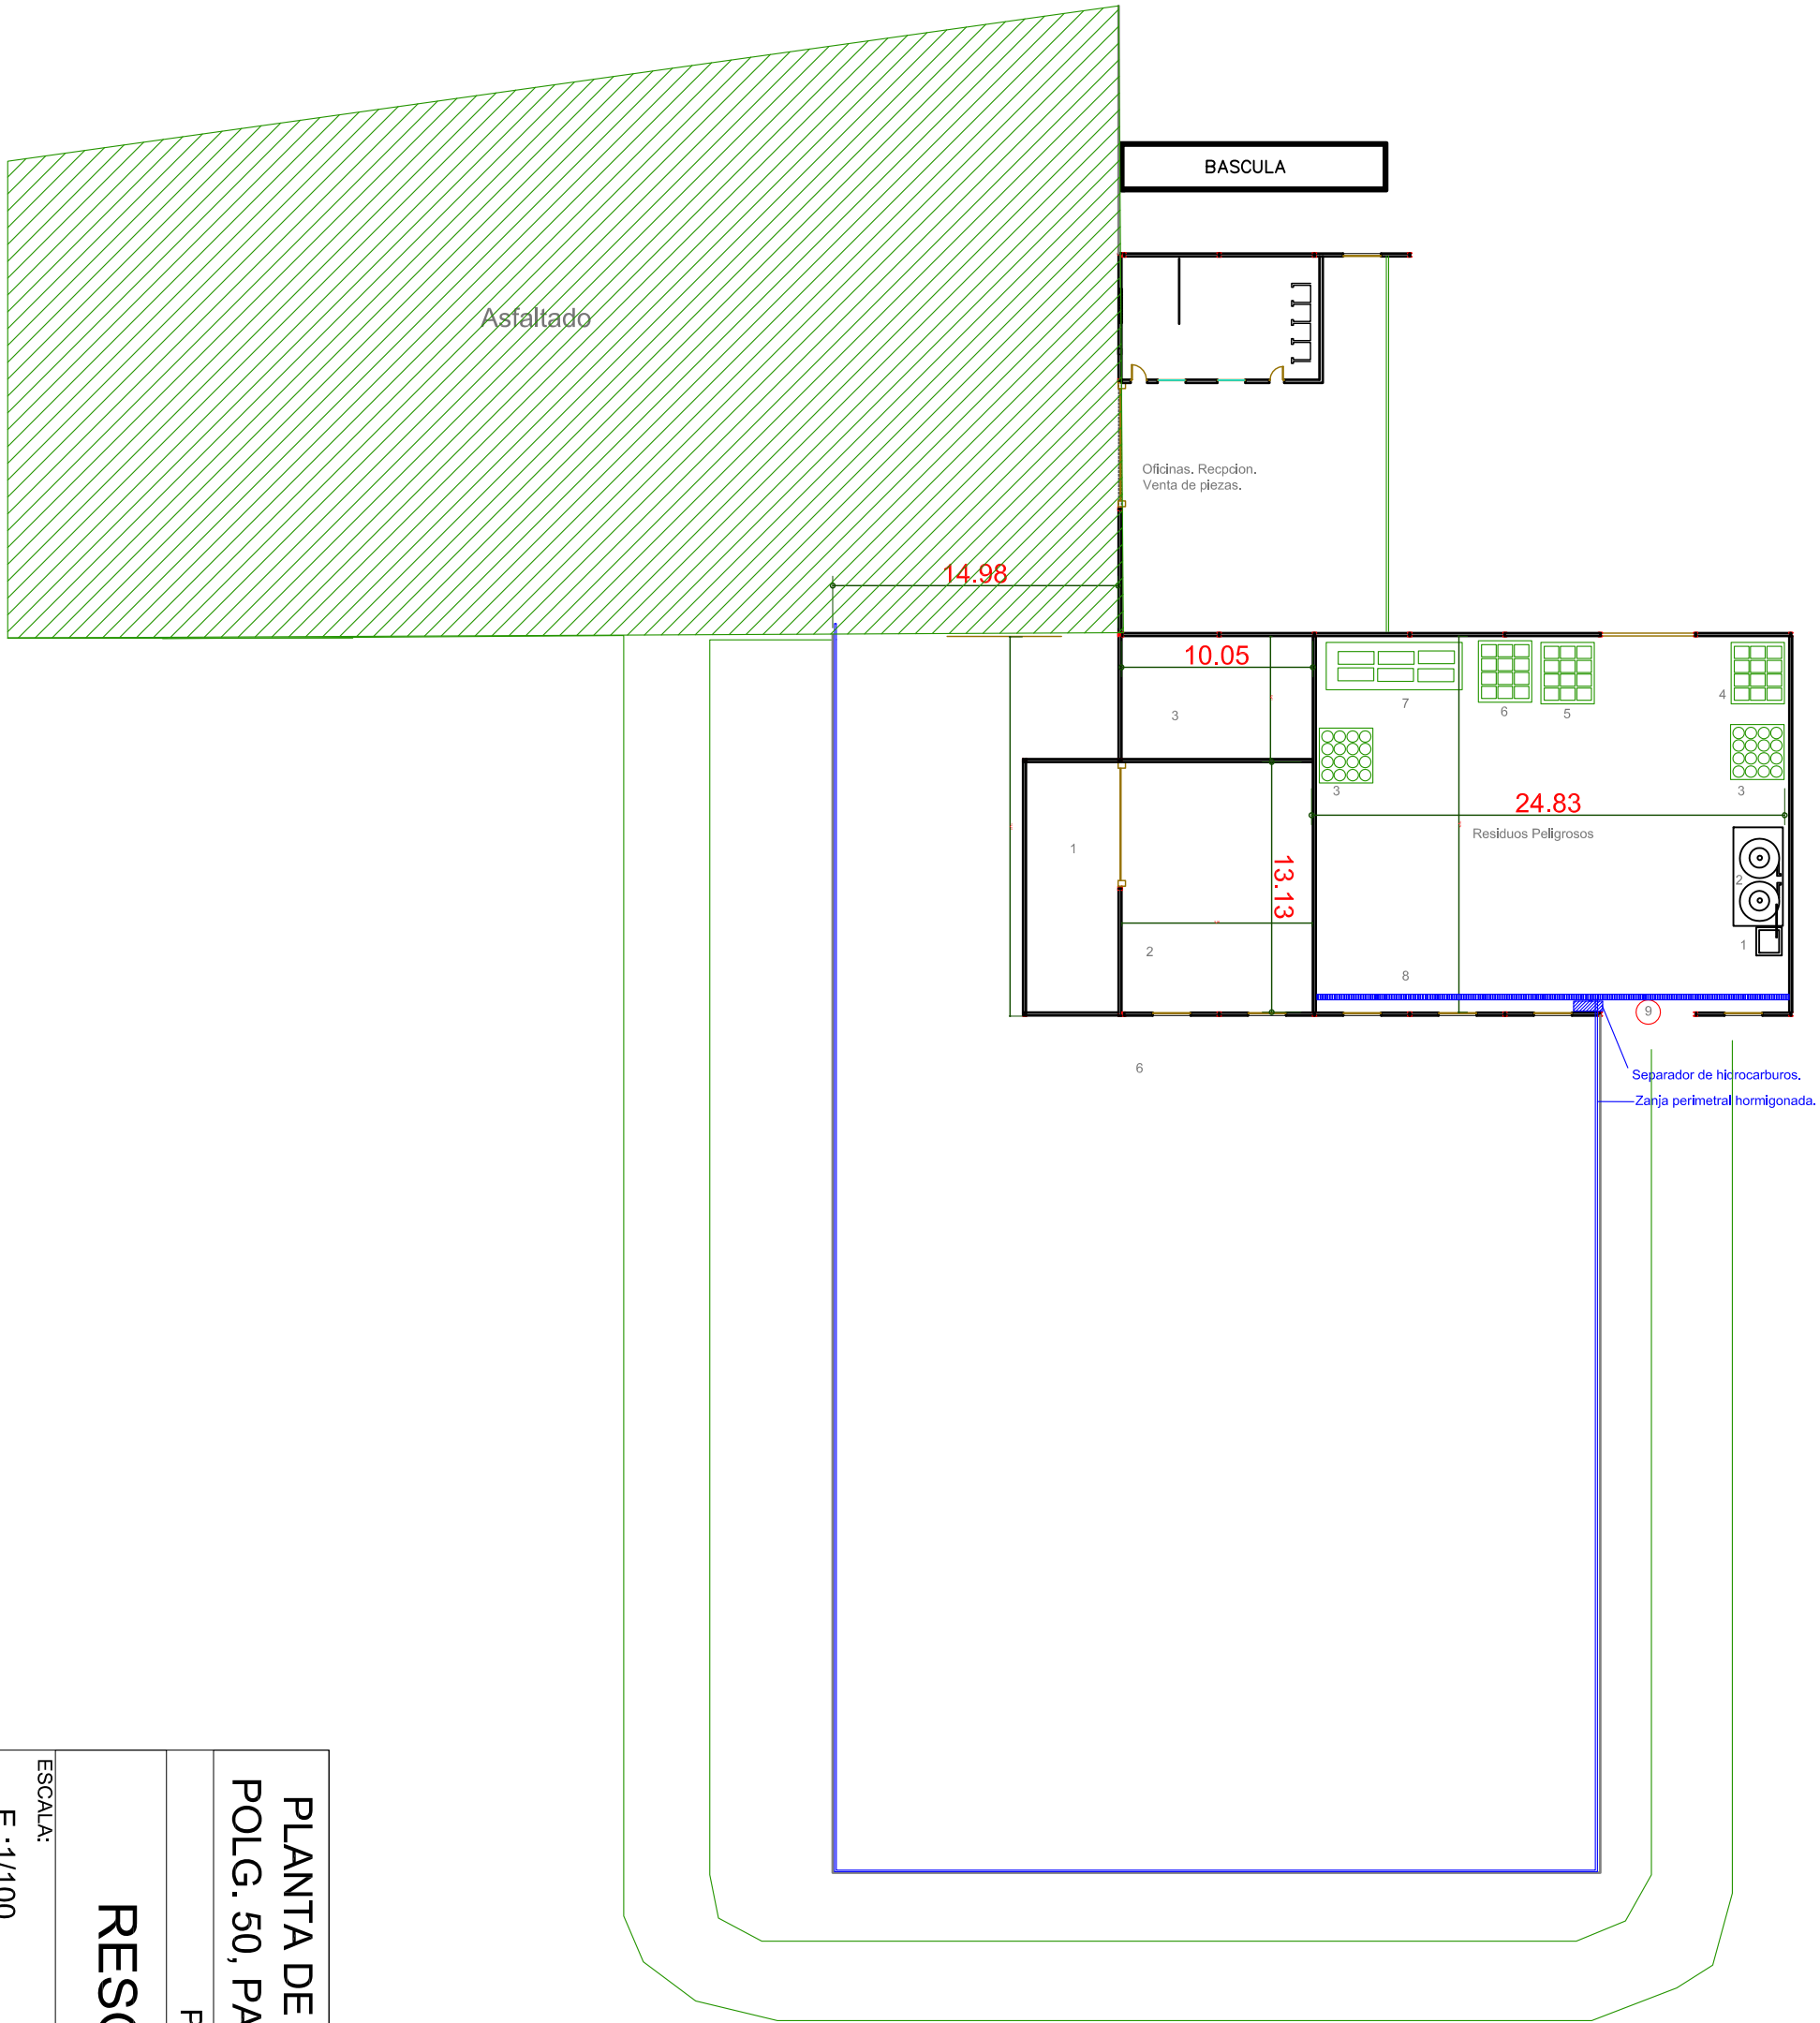 BASCULA
Asfaltado
Oficinas. Recpcion.
Venta de piezas.
14.98
10.05
3
7
6
5
4
3
3
24.83
Residuos Peligrosos
1
13.13
2
2
1
8
9
6
Separador de hidrocarburos.
Zanja perimetral hormigonada.
PLANTA DE
POLG. 50, PA
ESCALA: